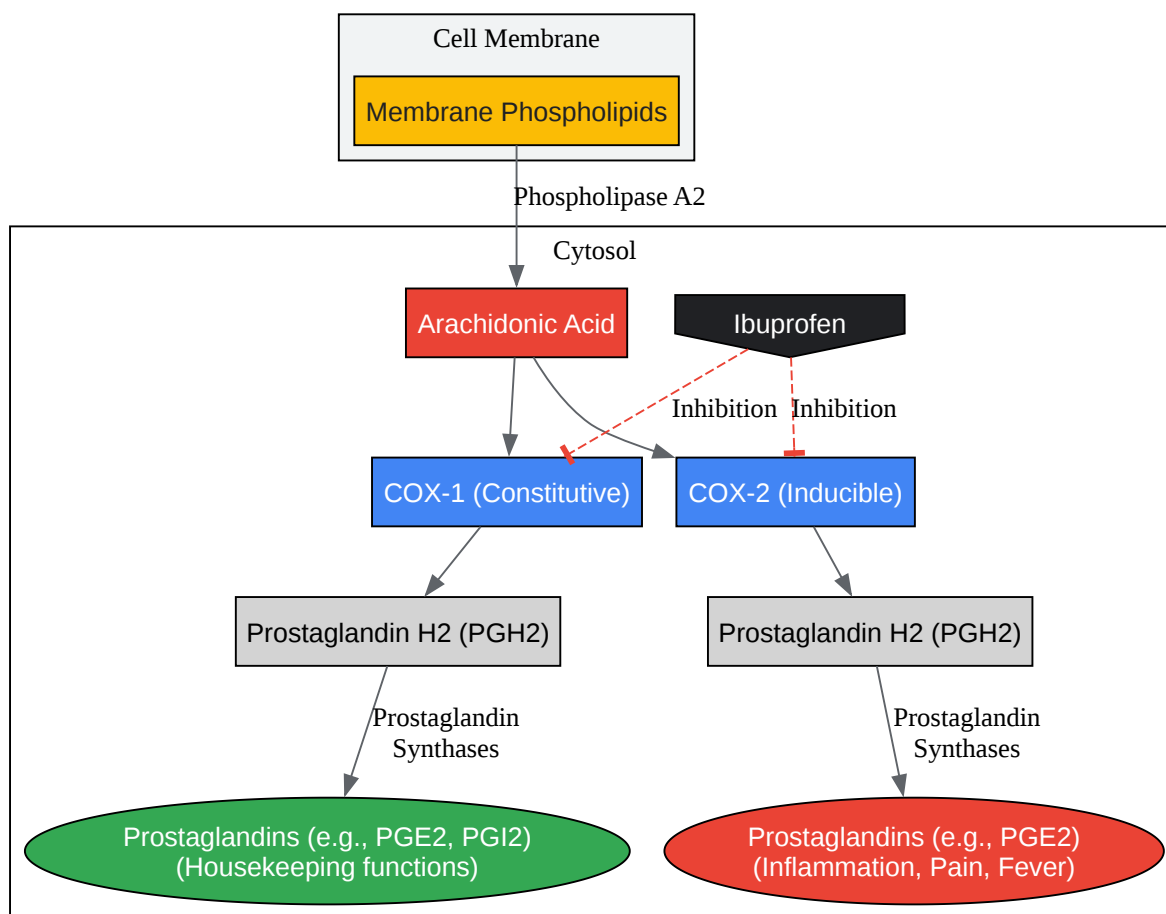 Cell Membrane
Membrane Phospholipids
Phospholipase A2
Cytosol
Arachidonic Acid
Ibuprofen
Inhibition
Inhibition
COX-1 (Constitutive)
COX-2 (Inducible)
Prostaglandin H2 (PGH2)
Prostaglandin H2 (PGH2)
Prostaglandin
Synthases
Prostaglandin
Synthases
Prostaglandins (e.g., PGE2, PGI2)
(Housekeeping functions)
Prostaglandins (e.g., PGE2)
(Inflammation, Pain, Fever)